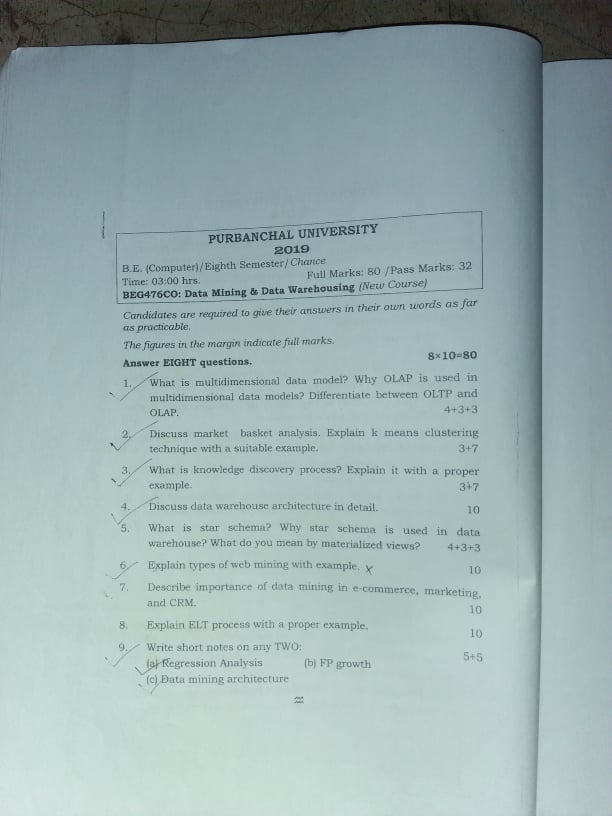 PURBANCHAL UNIVERSITY
2019
B.E. (Computer)/Eighth Semester/Chance
Time: 03:00 hrs. Full Marks: 80 /Pass Marks: 32
BEG476CO: Data Mining & Data Warehousing (New Course)
Candidates are required to give their answers in their own words as far
as practicable.
The figures in the margin indicate full marks.
Answer EIGHT questions. 8×10=80
1. What is multidimensional data model? Why OLAP is used in
multidimensional data models? Differentiate between OLTP and
OLAP. 4+3+3
2. Discuss market basket analysis. Explain k means clustering
technique with a suitable example. 3+7
3. What is knowledge discovery process? Explain it with a proper
example. 3+7
4. Discuss data warehouse architecture in detail. 10
5. What is star schema? Why star schema is used in data
warehouse? What do you mean by materialized views? 4+3+3
6. Explain types of web mining with example. 10
7. Describe importance of data mining in e-commerce, marketing,
and CRM. 10
8. Explain ELT process with a proper example. 10
9. Write short notes on any TWO: 5+5
(a) Regression Analysis (b) FP growth
(c) Data mining architecture